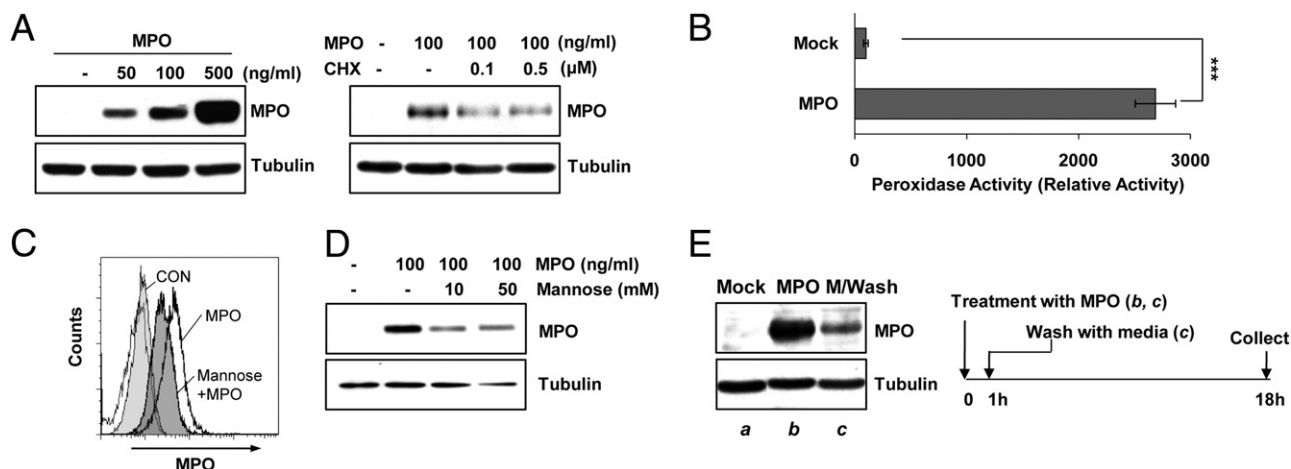 A
MPO
- 50 100 500 (ng/ml)
MPO
Tubulin
MPO - 100 100 100 (ng/ml)
CHX - - 0.1 0.5 (µM)
MPO
Tubulin
B
Mock
MPO
***
0 1000 2000 3000
Peroxidase Activity (Relative Activity)
C
CON
MPO
Mannose
+MPO
Counts
MPO
D
- 100 100 100 MPO (ng/ml)
- - 10 50 Mannose (mM)
MPO
Tubulin
E
Mock MPO M/Wash
MPO
Tubulin
a b c
Treatment with MPO (b, c)
Wash with media (c)
Collect
0 1h 18h